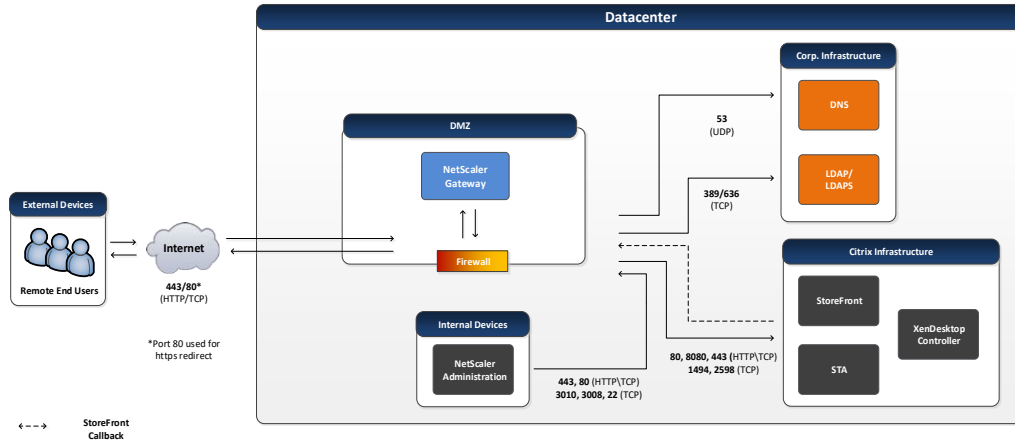 Datacenter
Corp. Infrastructure
DNS
LDAP/
LDAPS
53
(UDP)
389/636
(TCP)
DMZ
NetScaler
Gateway
Firewall
External Devices
Remote End Users
Internet
443/80*
(HTTP/TCP)
*Port 80 used for
https redirect
Internal Devices
NetScaler
Administration
443, 80 (HTTP\TCP)
3010, 3008, 22 (TCP)
80, 8080, 443 (HTTP\TCP)
1494, 2598 (TCP)
Citrix Infrastructure
StoreFront
XenDesktop
Controller
STA
StoreFront
Callback